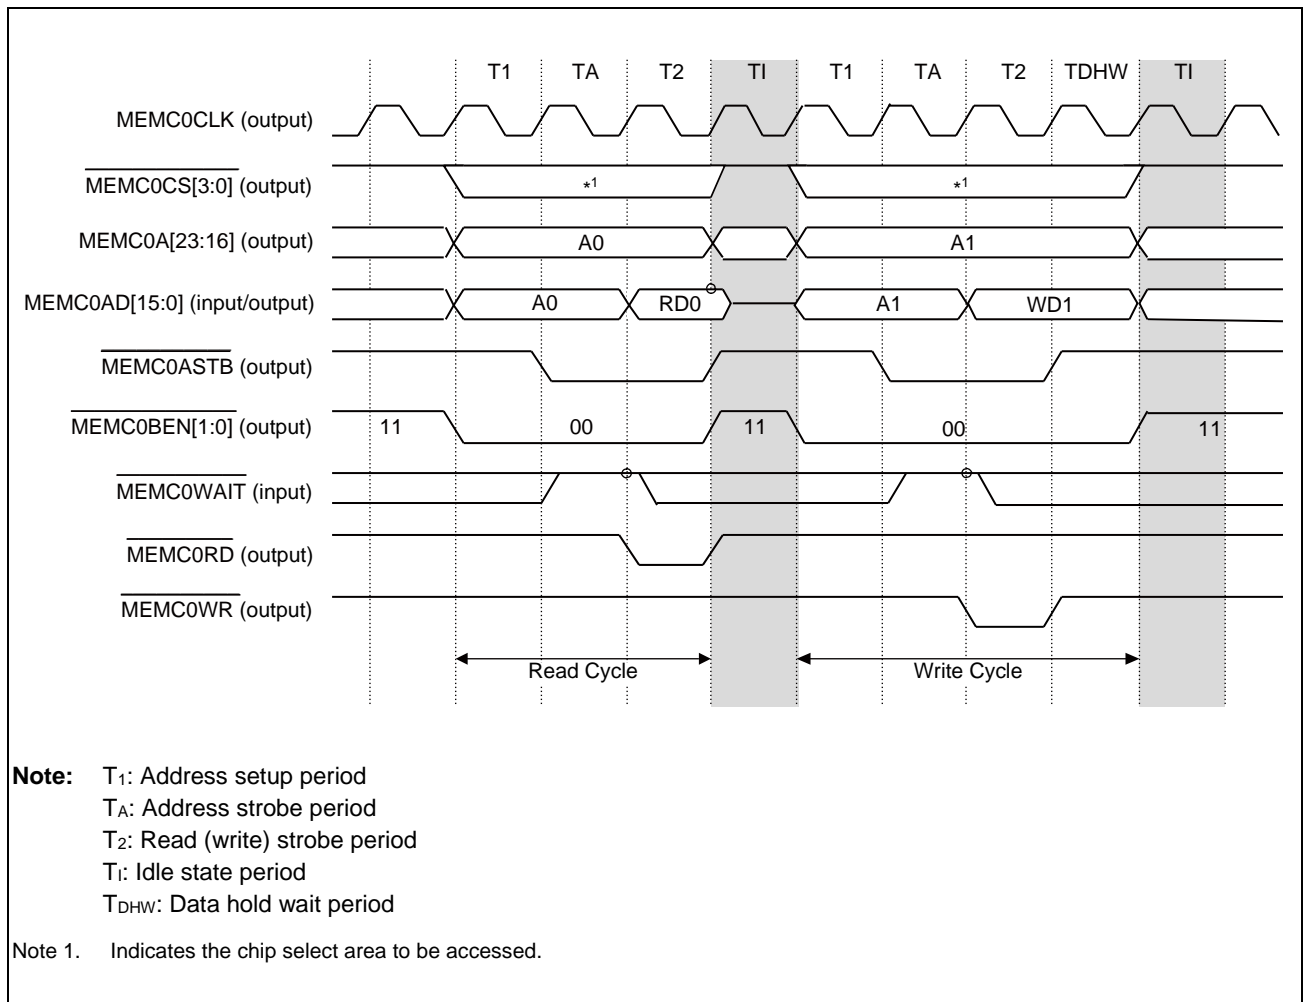 T1 TA T2 TI T1 TA T2 TDHW TI
MEMC0CLK (output)
MEMC0CS[3:0] (output) *1 *1
MEMC0A[23:16] (output) A0 A1
MEMC0AD[15:0] (input/output) A0 RD0 A1 WD1
MEMC0ASTB (output)
MEMC0BEN[1:0] (output) 11 00 11 00 11
MEMC0WAIT (input)
MEMC0RD (output)
MEMC0WR (output)
Read Cycle Write Cycle
Note: T1: Address setup period
TA: Address strobe period
T2: Read (write) strobe period
TI: Idle state period
TDHW: Data hold wait period
Note 1. Indicates the chip select area to be accessed.